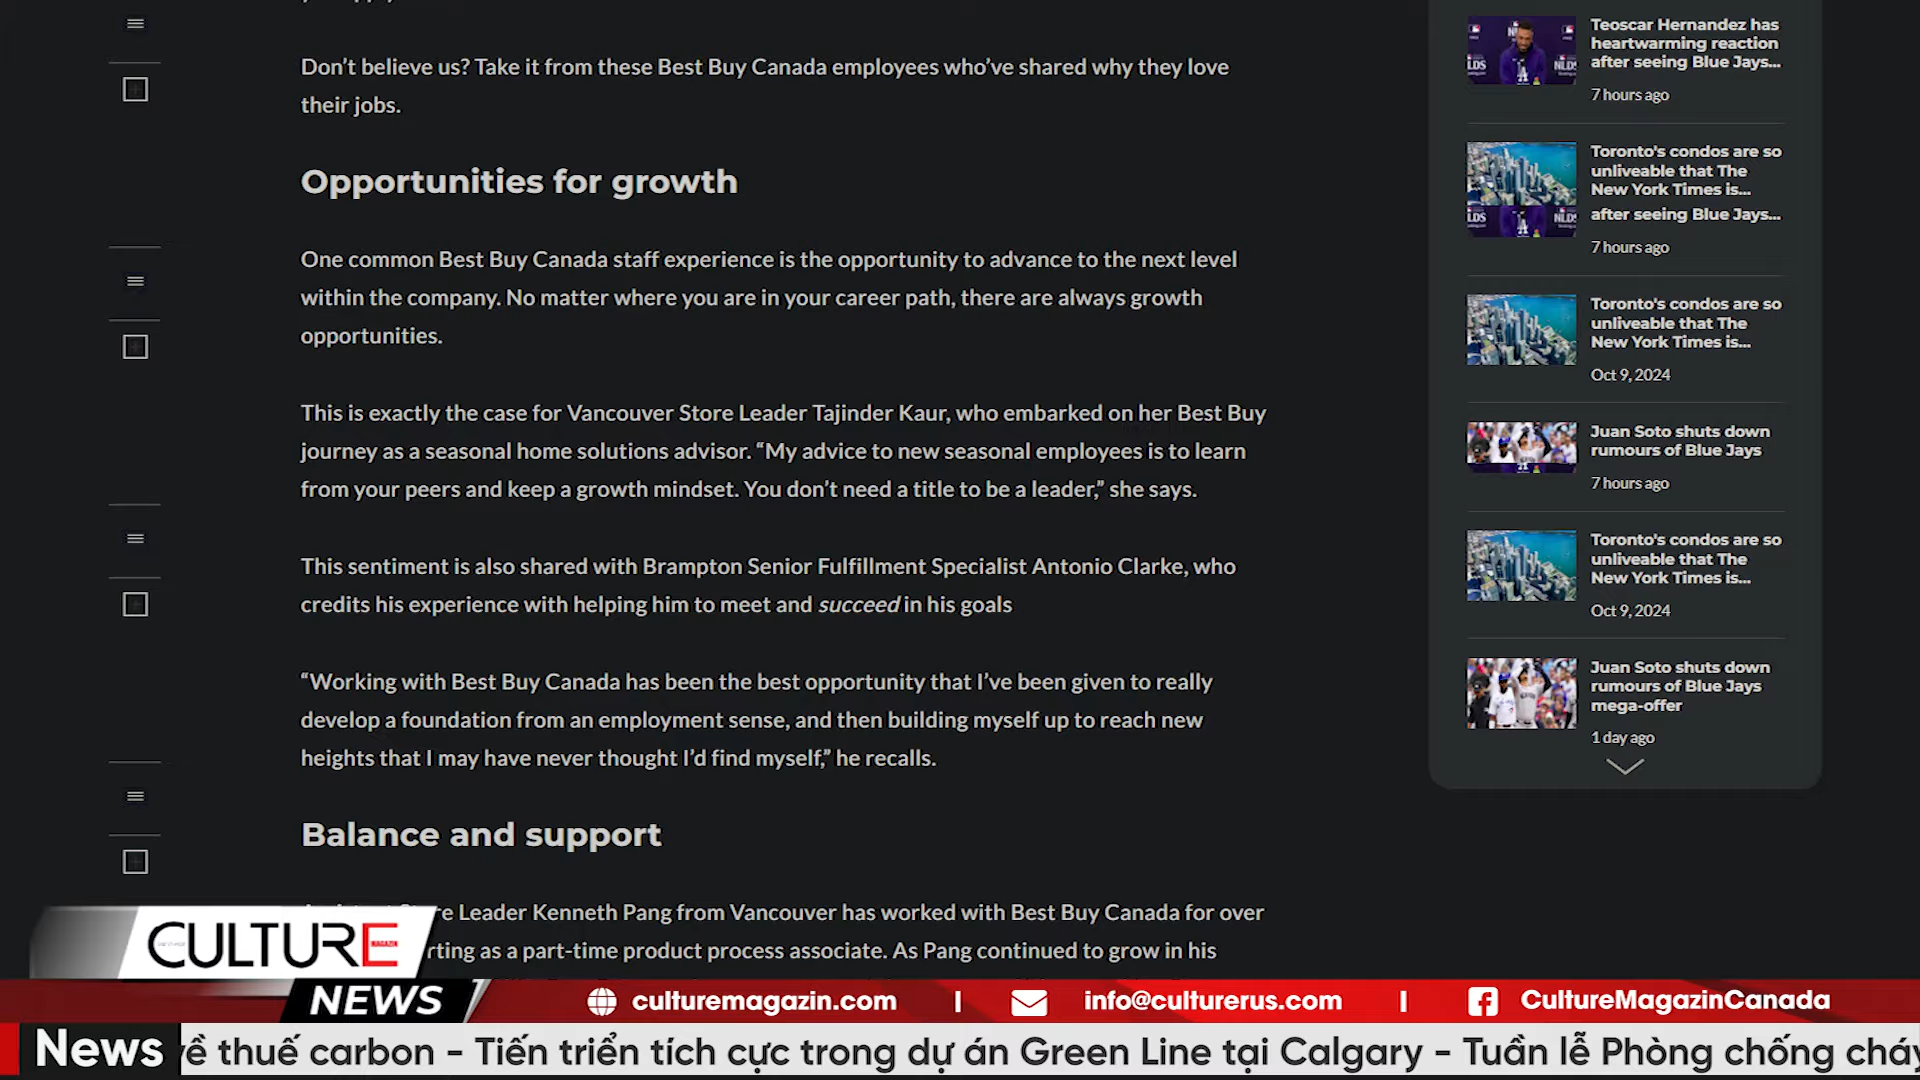 Don’t believe us? Take it from these Best Buy Canada employees who’ve shared why they love
their jobs.
Opportunities for growth
One common Best Buy Canada staff experience is the opportunity to advance to the next level
within the company. No matter where you are in your career path, there are always growth
opportunities.
This is exactly the case for Vancouver Store Leader Tajinder Kaur, who embarked on her Best Buy
journey as a seasonal home solutions advisor. “My advice to new seasonal employees is to learn
from your peers and keep a growth mindset. You don’t need a title to be a leader,” she says.
This sentiment is also shared with Brampton Senior Fulfillment Specialist Antonio Clarke, who
credits his experience with helping him to meet and succeed in his goals
“Working with Best Buy Canada has been the best opportunity that I’ve been given to really
develop a foundation from an employment sense, and then building myself up to reach new
heights that I may have never thought I’d find myself,” he recalls.
Balance and support
Leader Kenneth Pang from Vancouver has worked with Best Buy Canada for over
rting as a part-time product process associate. As Pang continued to grow in his
Teoscar Hernandez has
heartwarming reaction
after seeing Blue Jays...
7 hours ago
Toronto's condos are so
unliveable that The
New York Times is...
after seeing Blue Jays...
7 hours ago
Toronto's condos are so
unliveable that The
New York Times is...
Oct 9, 2024
Juan Soto shuts down
rumours of Blue Jays
7 hours ago
Toronto's condos are so
unliveable that The
New York Times is...
Oct 9, 2024
Juan Soto shuts down
rumours of Blue Jays
mega-offer
1 day ago
CULTURE
NEWS
culturemagazin.com | info@culturerus.com | CultureMagazinCanada
News
về thuế carbon - Tiến triển tích cực trong dự án Green Line tại Calgary - Tuần lễ Phòng chống cháy